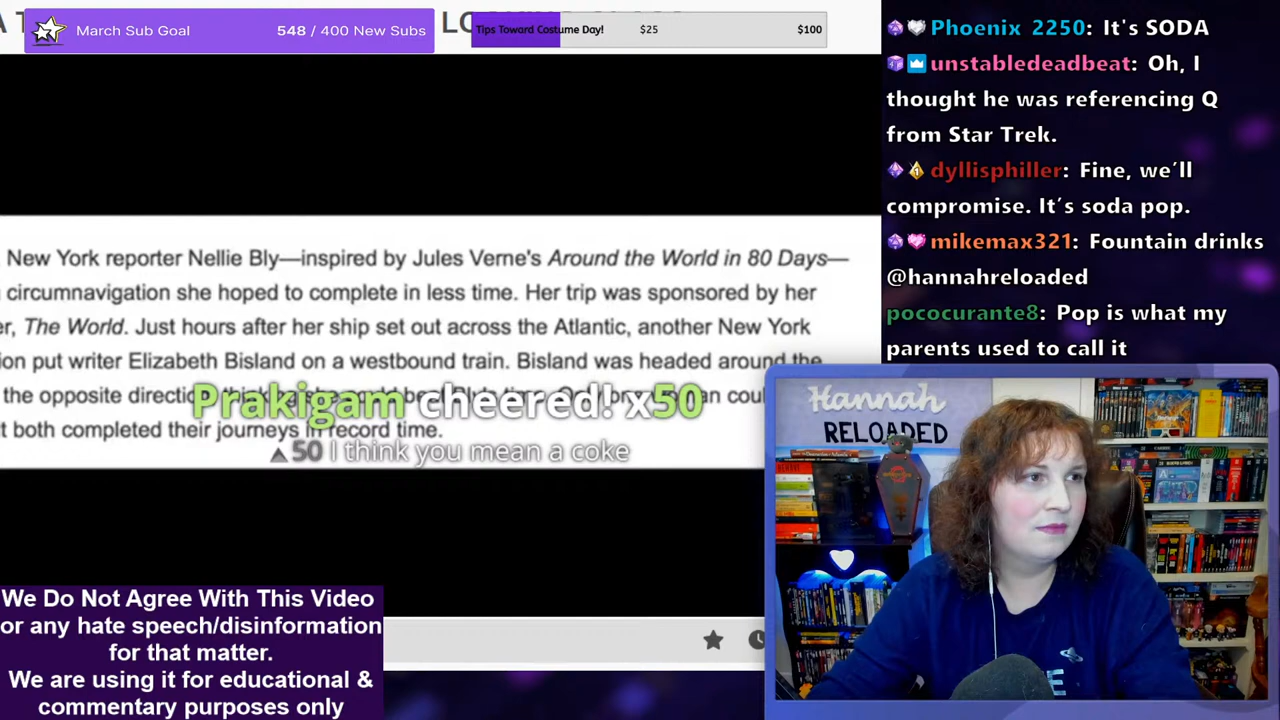 March Sub Goal 548 / 400 New Subs
Tips Toward Costume Day! $25 $100
New York reporter Nellie Bly—inspired by Jules Verne's Around the World in 80 Days—
circumnavigation she hoped to complete in less time. Her trip was sponsored by her
er, The World. Just hours after her ship set out across the Atlantic, another New York
ion put writer Elizabeth Bisland on a westbound train. Bisland was headed around the
the opposite
t both completed their journeys in record time.
Prakigam cheered! x50
50 I think you mean a coke
We Do Not Agree With This Video
or any hate speech/disinformation
for that matter.
We are using it for educational &
commentary purposes only
Phoenix 2250: It's SODA
unstabledeadbeat: Oh, I
thought he was referencing Q
from Star Trek.
dyllisphiller: Fine, we'll
compromise. It's soda pop.
mikemax321: Fountain drinks
@hannahreloaded
pococurante8: Pop is what my
parents used to call it
Hannah
RELOADED